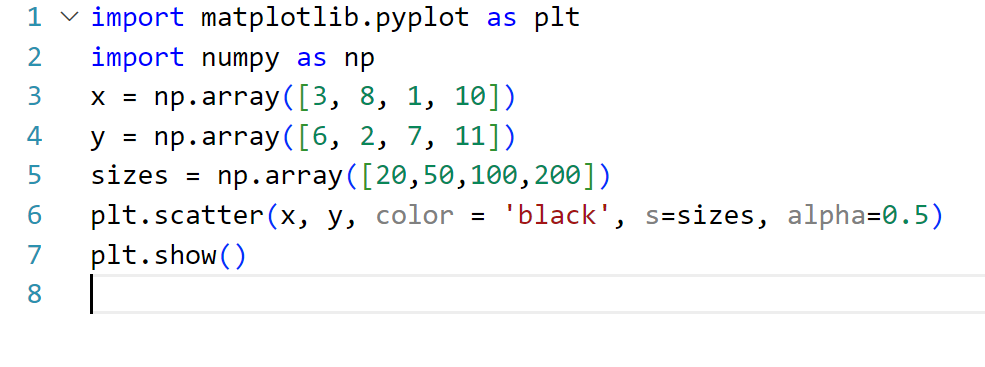 1 import matplotlib.pyplot as plt
2 import numpy as np
3 x = np.array([3, 8, 1, 10])
4 y = np.array([6, 2, 7, 11])
5 sizes = np.array([20,50,100,200])
6 plt.scatter(x, y, color = 'black', s=sizes, alpha=0.5)
7 plt.show()
8